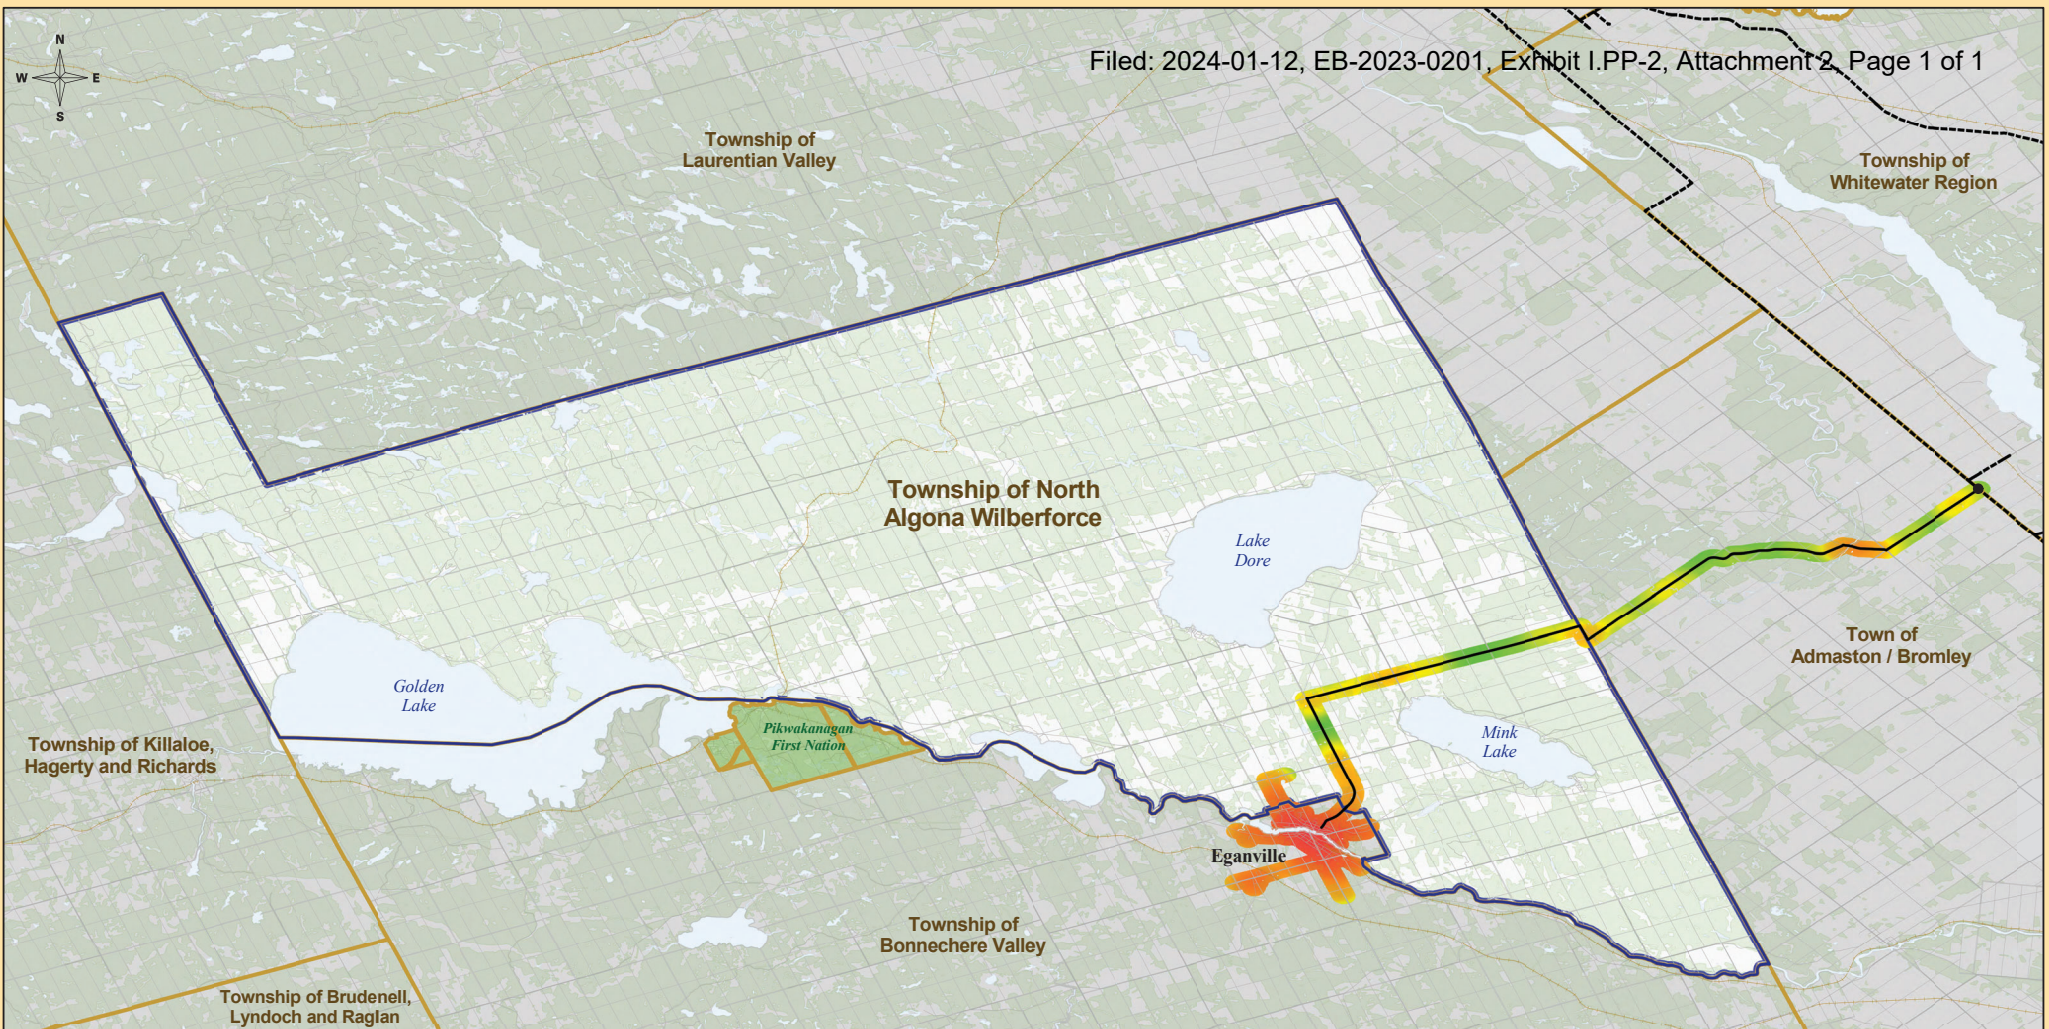 N
W E
S
Filed: 2024-01-12, EB-2023-0201, Exhibit I.PP-2, Attachment 2, Page 1 of 1
Township of
Laurentian Valley
Township of
Whitewater Region
Township of North
Algona Wilberforce
Lake
Dore
Town of
Admaston / Bromley
Golden
Lake
Pikwakanagan
First Nation
Mink
Lake
Township of Killaloe,
Hagerty and Richards
Eganville
Township of
Bonnechere Valley
Township of Brudenell,
Lyndoch and Raglan